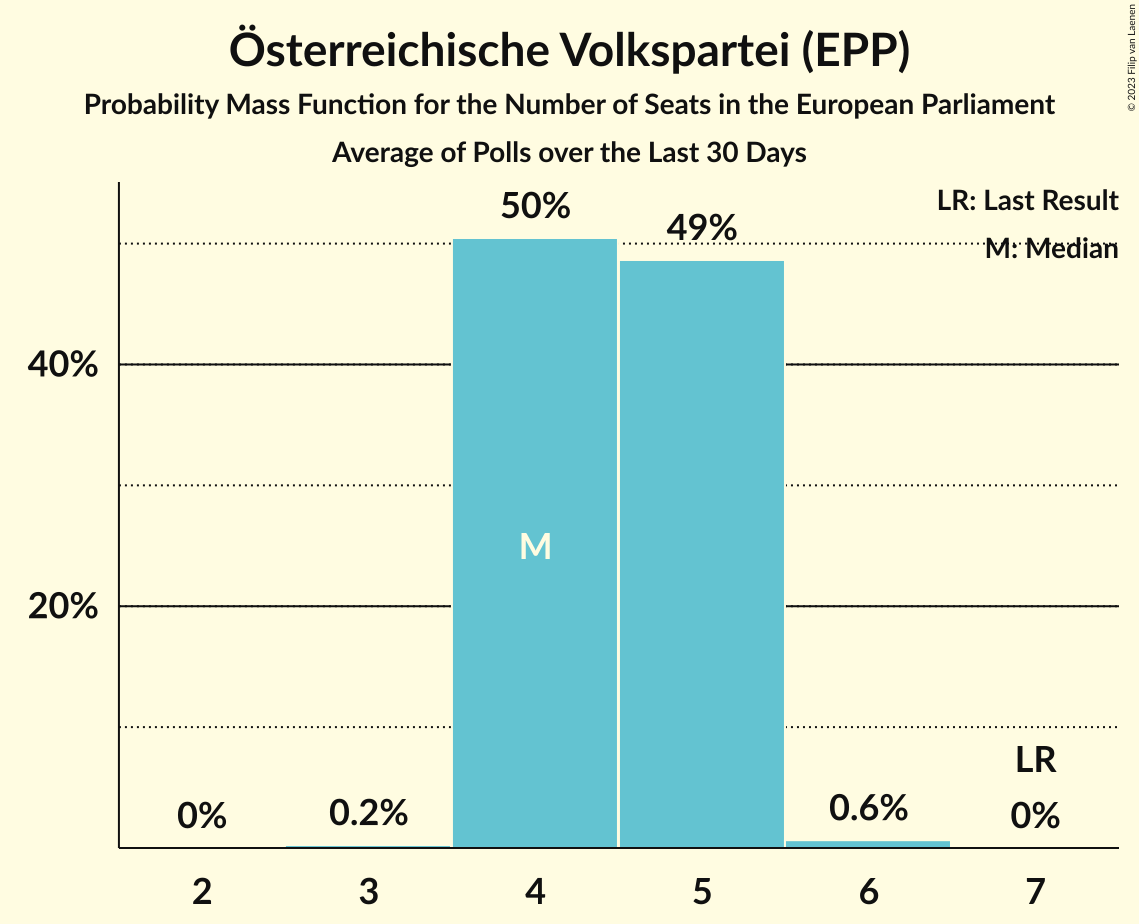 Österreichische Volkspartei (EPP)
Probability Mass Function for the Number of Seats in the European Parliament
Average of Polls over the Last 30 Days
© 2023 Filip van Laenen
LR: Last Result
M: Median
50%
49%
40%
20%
M
LR
0%
0.2%
0.6%
0%
2
3
4
5
6
7